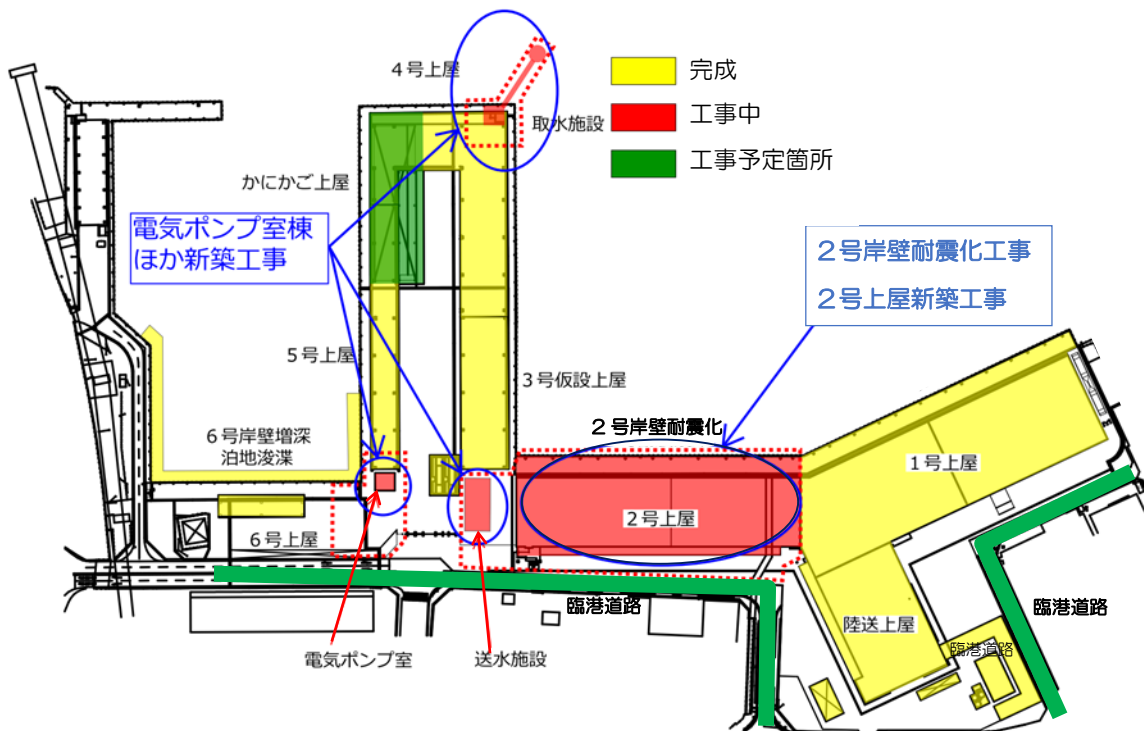 ４号上屋
取水施設
完成
工事中
工事予定箇所
かにかご上屋
電気ポンプ室棟
ほか新築工事
２号岸壁耐震化工事
２号上屋新築工事
５号上屋
３号仮設上屋
６号岸壁増深
泊地浚渫
２号岸壁耐震化
１号上屋
２号上屋
６号上屋
臨港道路
陸送上屋
臨港道路
臨港道路
電気ポンプ室
送水施設